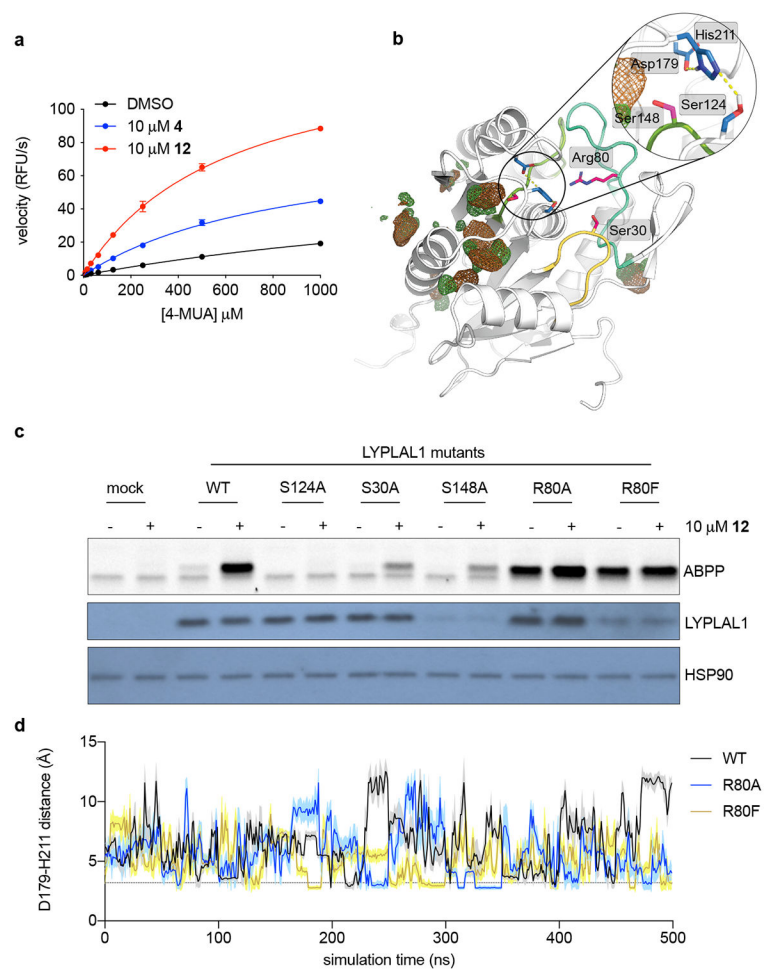 a
DMSO
10 μM 4
10 μM 12
velocity (RFU/s)
100
80
60
40
20
0
0 200 400 600 800 1000
[4-MUA] μM
b
His211
Asp179
Ser124
Ser148
Arg80
Ser30
c
LYPLAL1 mutants
mock WT S124A S30A S148A R80A R80F
- + - + - + - + - + - + - + 10 μM 12
ABPP
LYPLAL1
HSP90
d
D179-H211 distance (Å)
15
10
5
0
0 100 200 300 400 500
simulation time (ns)
WT
R80A
R80F